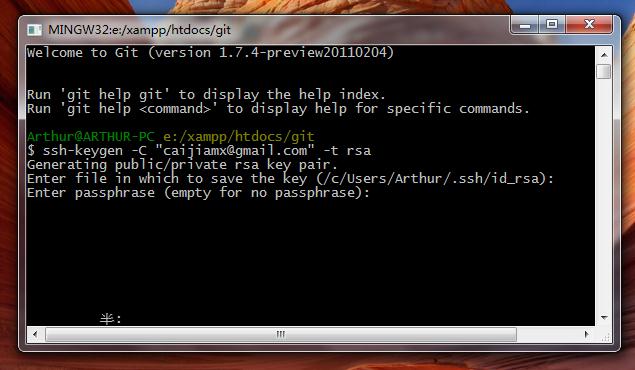 MINGW32:e:/xampp/htdocs/git
Welcome to Git (version 1.7.4-preview20110204)
Run 'git help git' to display the help index.
Run 'git help <command>' to display help for specific commands.
Arthur@ARTHUR-PC e:/xampp/htdocs/git
$ ssh-keygen -C "caijiamx@gmail.com" -t rsa
Generating public/private rsa key pair.
Enter file in which to save the key (/c/Users/Arthur/.ssh/id_rsa):
Enter passphrase (empty for no passphrase):
半: